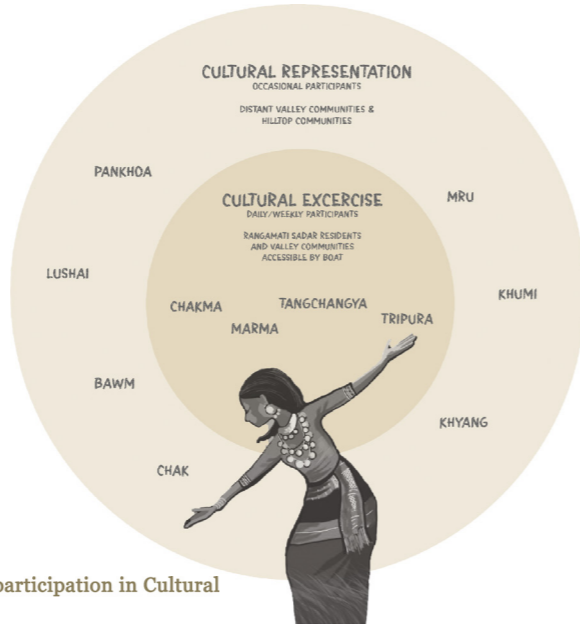 CULTURAL REPRESENTATION
OCCASIONAL PARTICIPANTS
DISTANT VALLEY COMMUNITIES &
HILLTOP COMMUNITIES
PANKHOA
MRU
CULTURAL EXCERCISE
DAILY/WEEKLY PARTICIPANTS
RANGAMATI SADAR RESIDENTS
AND VALLEY COMMUNITIES
ACCESSIBLE BY BOAT
LUSHAI
KHUMI
CHAKMA
TANGCHANGYA
MARMA
TRIPURA
BAWM
KHYANG
CHAK
participation in Cultural